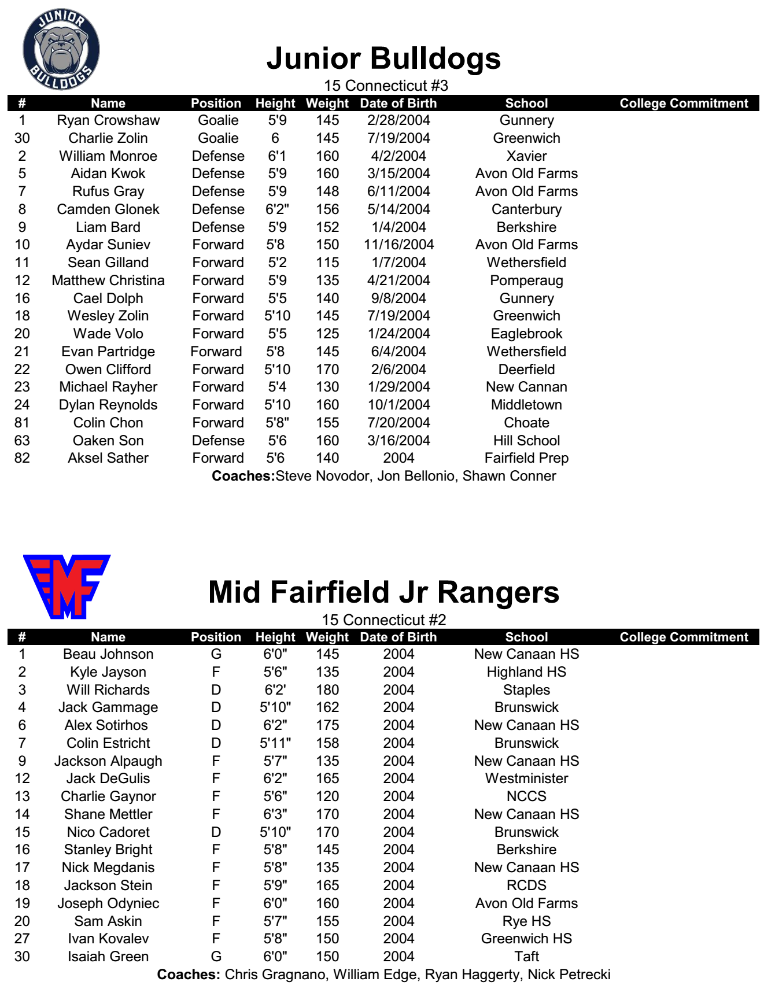 JUNIOR
BULLDOGS
Junior Bulldogs
15 Connecticut #3
# Name Position Height Weight Date of Birth School College Commitment
1 Ryan Crowshaw Goalie 5'9 145 2/28/2004 Gunnery
30 Charlie Zolin Goalie 6 145 7/19/2004 Greenwich
2 William Monroe Defense 6'1 160 4/2/2004 Xavier
5 Aidan Kwok Defense 5'9 160 3/15/2004 Avon Old Farms
7 Rufus Gray Defense 5'9 148 6/11/2004 Avon Old Farms
8 Camden Glonek Defense 6'2" 156 5/14/2004 Canterbury
9 Liam Bard Defense 5'9 152 1/4/2004 Berkshire
10 Aydar Suniev Forward 5'8 150 11/16/2004 Avon Old Farms
11 Sean Gilland Forward 5'2 115 1/7/2004 Wethersfield
12 Matthew Christina Forward 5'9 135 4/21/2004 Pomperaug
16 Cael Dolph Forward 5'5 140 9/8/2004 Gunnery
18 Wesley Zolin Forward 5'10 145 7/19/2004 Greenwich
20 Wade Volo Forward 5'5 125 1/24/2004 Eaglebrook
21 Evan Partridge Forward 5'8 145 6/4/2004 Wethersfield
22 Owen Clifford Forward 5'10 170 2/6/2004 Deerfield
23 Michael Rayher Forward 5'4 130 1/29/2004 New Cannan
24 Dylan Reynolds Forward 5'10 160 10/1/2004 Middletown
81 Colin Chon Forward 5'8" 155 7/20/2004 Choate
63 Oaken Son Defense 5'6 160 3/16/2004 Hill School
82 Aksel Sather Forward 5'6 140 2004 Fairfield Prep
Coaches:Steve Novodor, Jon Bellonio, Shawn Conner
MF
Mid Fairfield Jr Rangers
15 Connecticut #2
# Name Position Height Weight Date of Birth School College Commitment
1 Beau Johnson G 6'0" 145 2004 New Canaan HS
2 Kyle Jayson F 5'6" 135 2004 Highland HS
3 Will Richards D 6'2' 180 2004 Staples
4 Jack Gammage D 5'10" 162 2004 Brunswick
6 Alex Sotirhos D 6'2" 175 2004 New Canaan HS
7 Colin Estricht D 5'11" 158 2004 Brunswick
9 Jackson Alpaugh F 5'7" 135 2004 New Canaan HS
12 Jack DeGulis F 6'2" 165 2004 Westminister
13 Charlie Gaynor F 5'6" 120 2004 NCCS
14 Shane Mettler F 6'3" 170 2004 New Canaan HS
15 Nico Cadoret D 5'10" 170 2004 Brunswick
16 Stanley Bright F 5'8" 145 2004 Berkshire
17 Nick Megdanis F 5'8" 135 2004 New Canaan HS
18 Jackson Stein F 5'9" 165 2004 RCDS
19 Joseph Odyniec F 6'0" 160 2004 Avon Old Farms
20 Sam Askin F 5'7" 155 2004 Rye HS
27 Ivan Kovalev F 5'8" 150 2004 Greenwich HS
30 Isaiah Green G 6'0" 150 2004 Taft
Coaches: Chris Gragnano, William Edge, Ryan Haggerty, Nick Petrecki